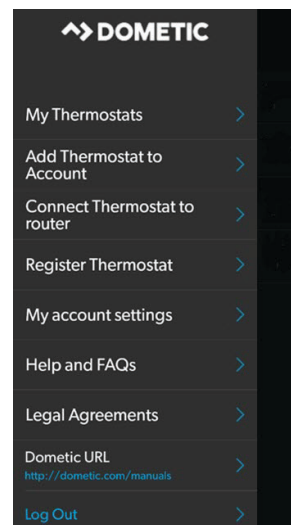 DOMETIC
My Thermostats
Add Thermostat to
Account
Connect Thermostat to
router
Register Thermostat
My account settings
Help and FAQs
Legal Agreements
Dometic URL
http://dometic.com/manuals
Log Out